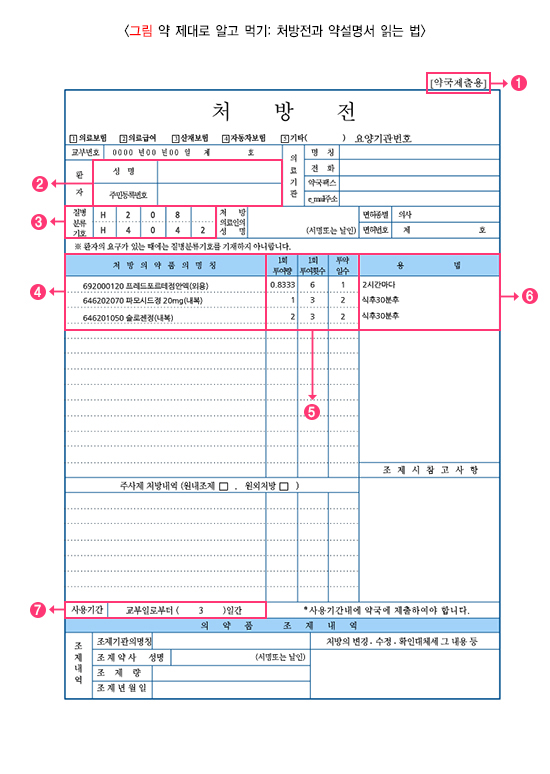 <그림 약 제대로 알고 먹기: 처방전과 약설명서 읽는 법>
[약국제출용] 1
처 방 전
1 의료보험 2 의료급여 3 산재보험 4 자동차보험 5 기타( ) 요양기관번호
교부번호 0000 년 00 년 00 일 제 호 의료기관 명 칭
2 환자 성 명 전 화
주민등록번호 약국팩스
e_mail주소
3 질병분류기호 H 2 0 8 처 방 의료인의 성 명 (서명또는 날인) 면허종별 의사
H 4 0 4 2 면허번호 제 호
※ 환자의 요구가 있는 때에는 질병분류기호를 기재하지 아니합니다.
처 방 의 약 품 의 명 칭 1회 투여량 1회 투여횟수 투약 일수 용 법
4 692000120 프레드포르테점안액(외용) 0.8333 6 1 2시간마다 6
646202070 파모시드정 20mg(내복) 1 3 2 식후30분후
646201050 슬로젠정(내복) 2 3 2 식후30분후
5
조 제 시 참 고 사 항
주사제 처방내역 (원내조제 □ , 원외처방 □ )
7 사용기간 교부일로부터 ( 3 )일간 *사용기간내에 약국에 제출하여야 합니다.
의 약 품 조 제 내 역
조제내역 조제기관의명칭 처방의 변경, 수정, 확인대체세 그 내용 등
조제약사 성명 (서명또는 날인)
조 제 량
조제년월일